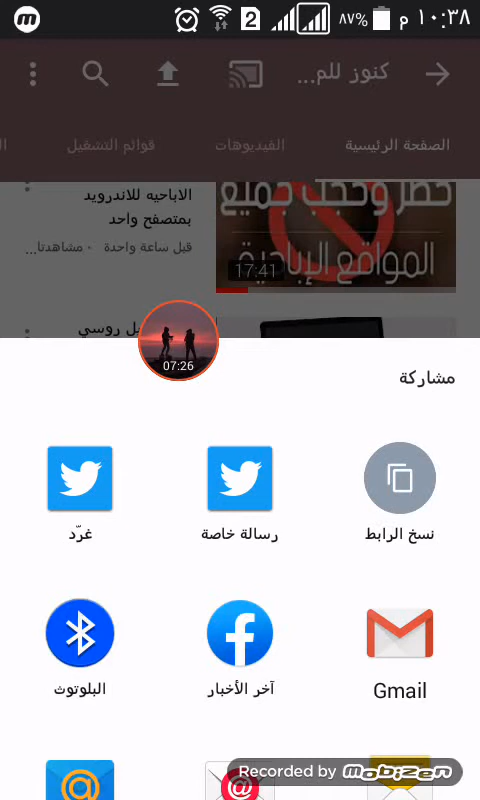 ١٠:٣٨ م
٨٧%
2
كنوز للم...
الصفحة الرئيسية
الفيديوهات
قوائم التشغيل
حظر وحجب جميع
المواقع الإباحية
17:41
الاباحيه للاندرويد
بمتصفح واحد
قبل ساعة واحدة · مشاهدتا...
روسي
07:26
مشاركة
نسخ الرابط
رسالة خاصة
غرّد
Gmail
آخر الأخبار
البلوتوث
Recorded by Mobizen